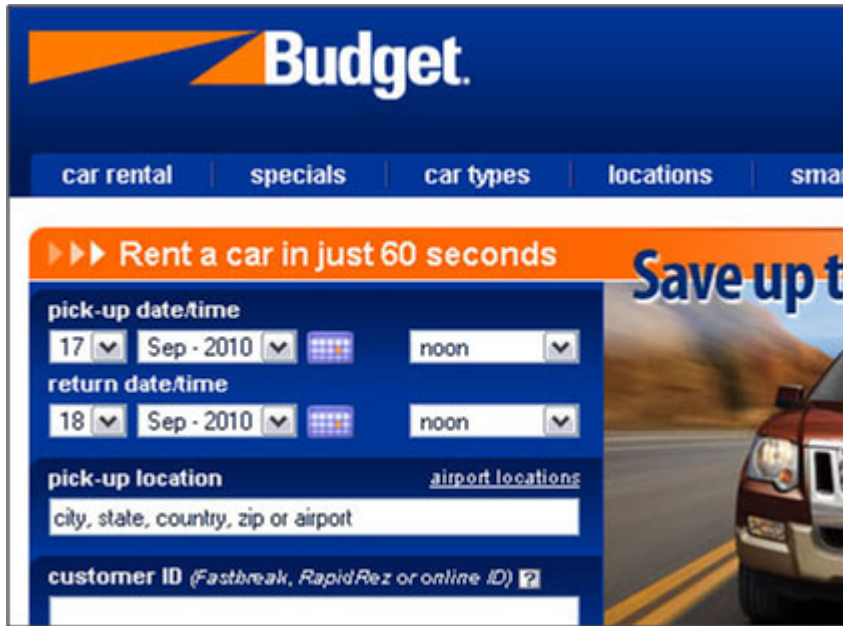 Budget.
car rental specials car types locations
Rent a car in just 60 seconds
Save up
pick-up date/time
17 Sep - 2010 noon
return date/time
18 Sep - 2010 noon
pick-up location airport locations
city, state, country, zip or airport
customer ID (Fastbreak, RapidRez or online ID) ?